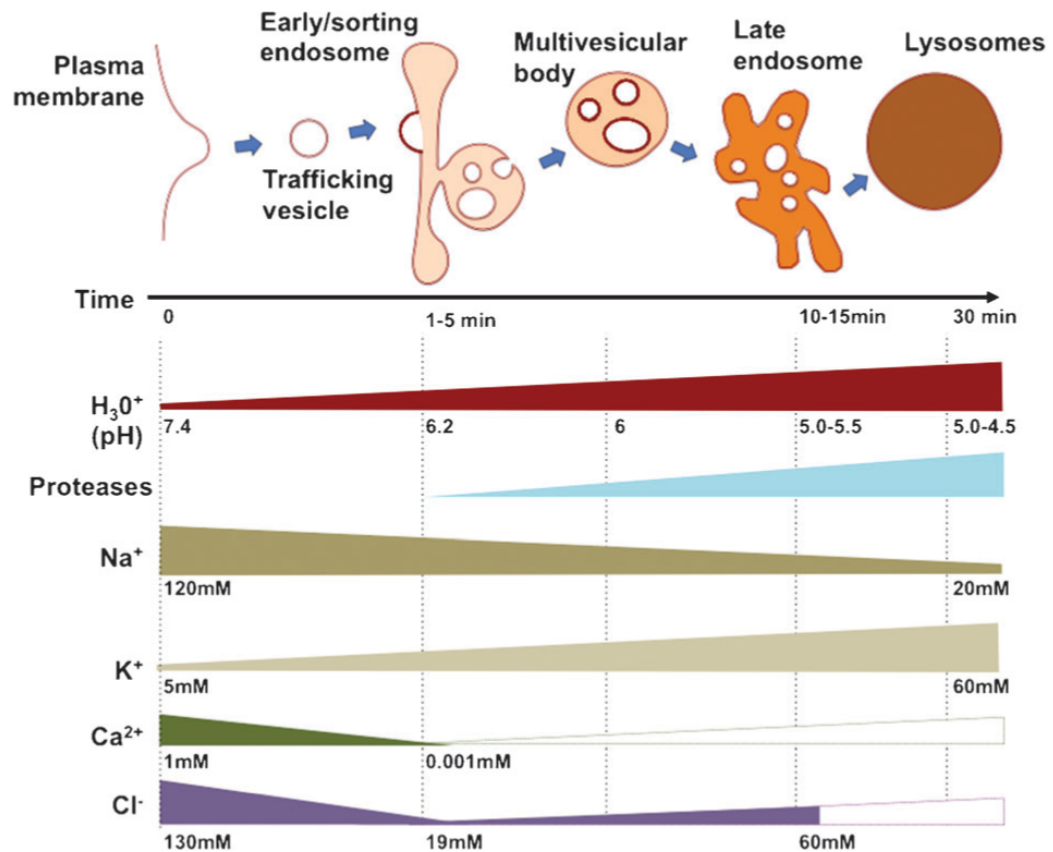 Early/sorting
endosome
Plasma
membrane
Multivesicular
body
Late
endosome
Lysosomes
Trafficking
vesicle
Time
0
1-5 min
10-15min
30 min
H₃0⁺
(pH)
7.4
6.2
6
5.0-5.5
5.0-4.5
Proteases
Na⁺
120mM
20mM
K⁺
5mM
60mM
Ca²⁺
1mM
0.001mM
Cl⁻
130mM
19mM
60mM